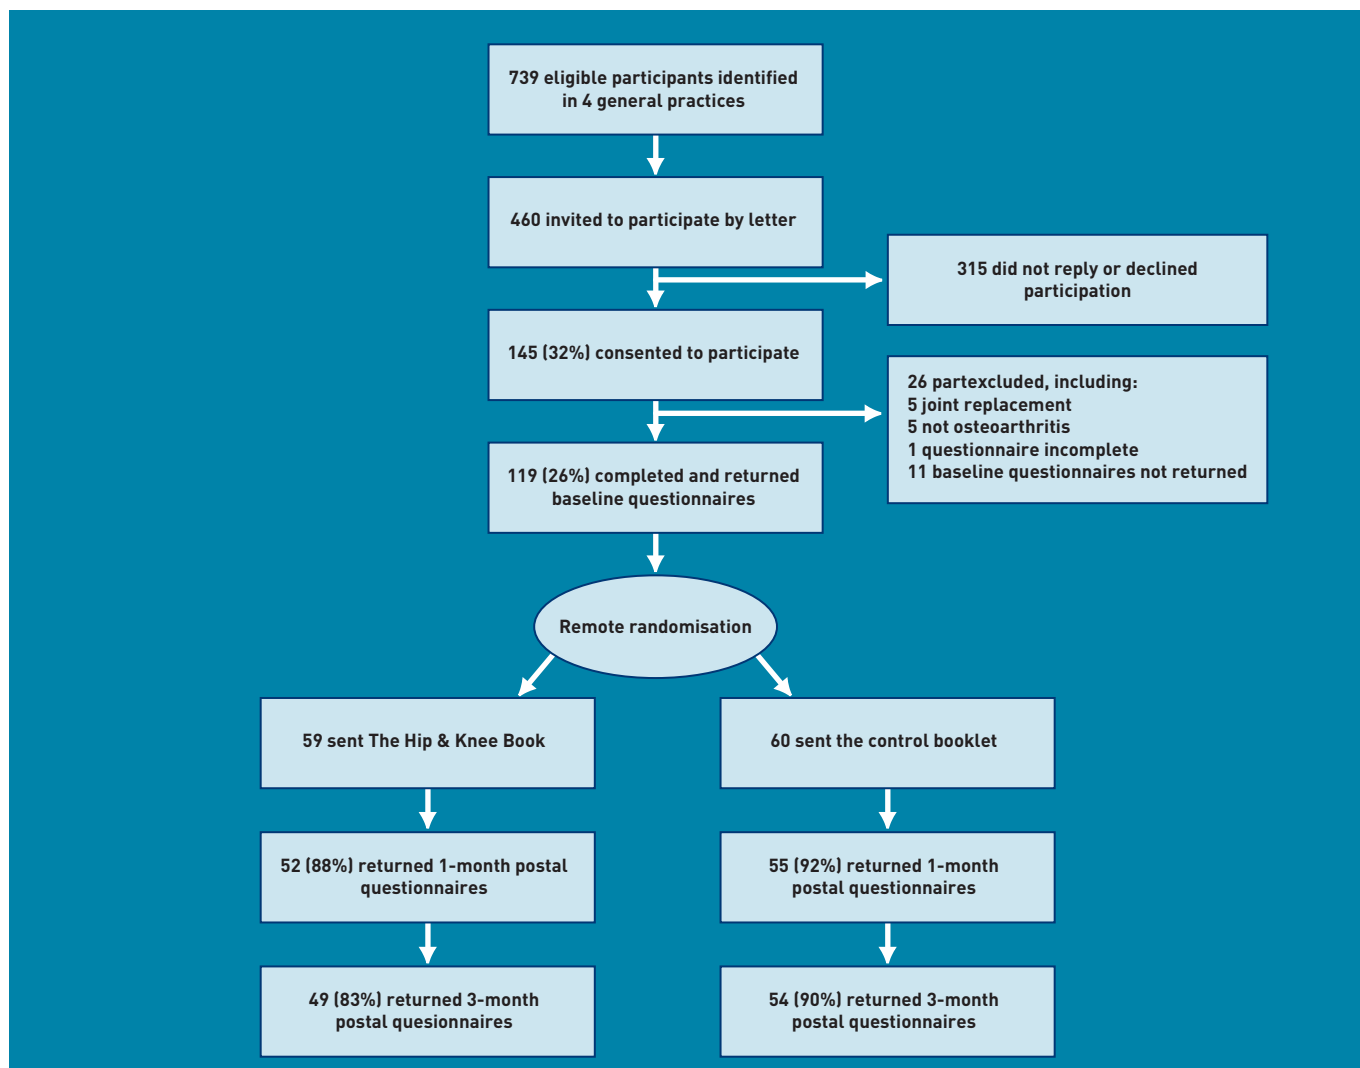 739 eligible participants identified
in 4 general practices
460 invited to participate by letter
315 did not reply or declined
participation
145 (32%) consented to participate
26 partexcluded, including:
5 joint replacement
5 not osteoarthritis
1 questionnaire incomplete
11 baseline questionnaires not returned
119 (26%) completed and returned
baseline questionnaires
Remote randomisation
59 sent The Hip & Knee Book
60 sent the control booklet
52 (88%) returned 1-month postal
questionnaires
55 (92%) returned 1-month
postal questionnaires
49 (83%) returned 3-month
postal quesionnaires
54 (90%) returned 3-month
postal questionnaires